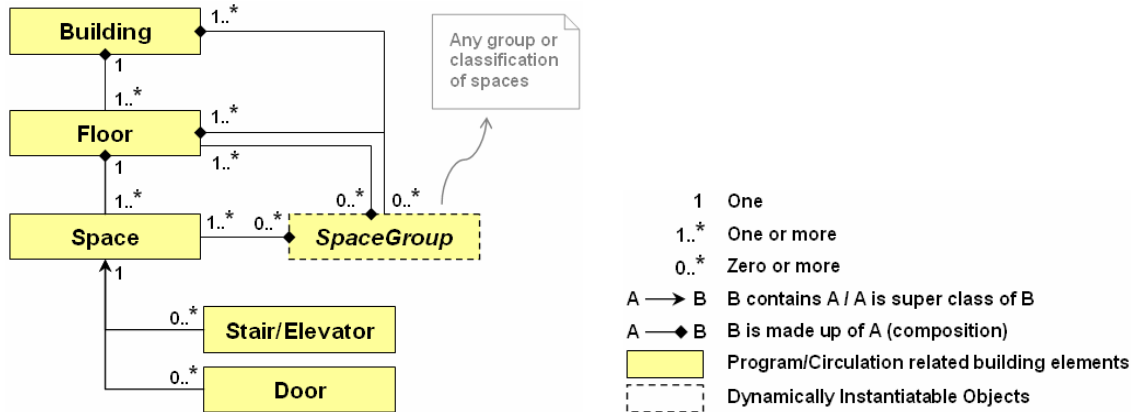 Building
1..*
1
1..*
Any group or
classification
of spaces
Floor
1..*
1..*
1
1..*
0..*
0..*
Space
1..*
0..*
SpaceGroup
1
0..*
Stair/Elevator
0..*
Door
1 One
1..* One or more
0..* Zero or more
A B B contains A / A is super class of B
A B B is made up of A (composition)
Program/Circulation related building elements
Dynamically Instantiatable Objects